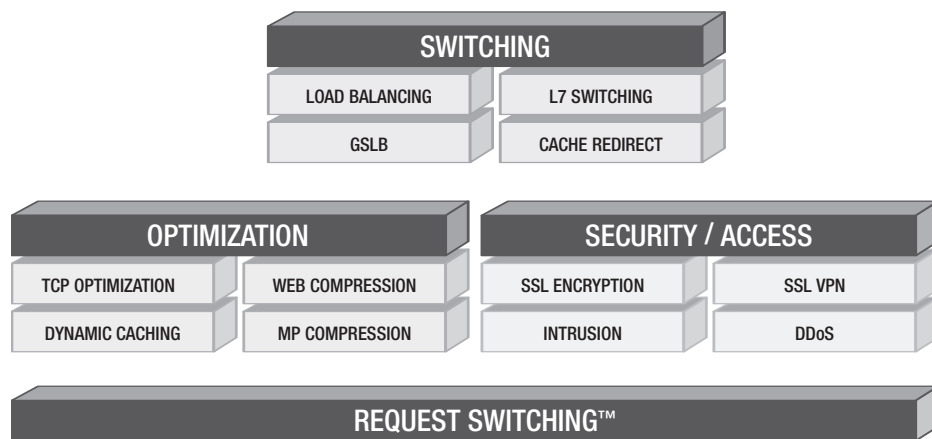 SWITCHING
LOAD BALANCING
L7 SWITCHING
GSLB
CACHE REDIRECT
OPTIMIZATION
SECURITY / ACCESS
TCP OPTIMIZATION
WEB COMPRESSION
SSL ENCRYPTION
SSL VPN
DYNAMIC CACHING
MP COMPRESSION
INTRUSION
DDoS
REQUEST SWITCHING™